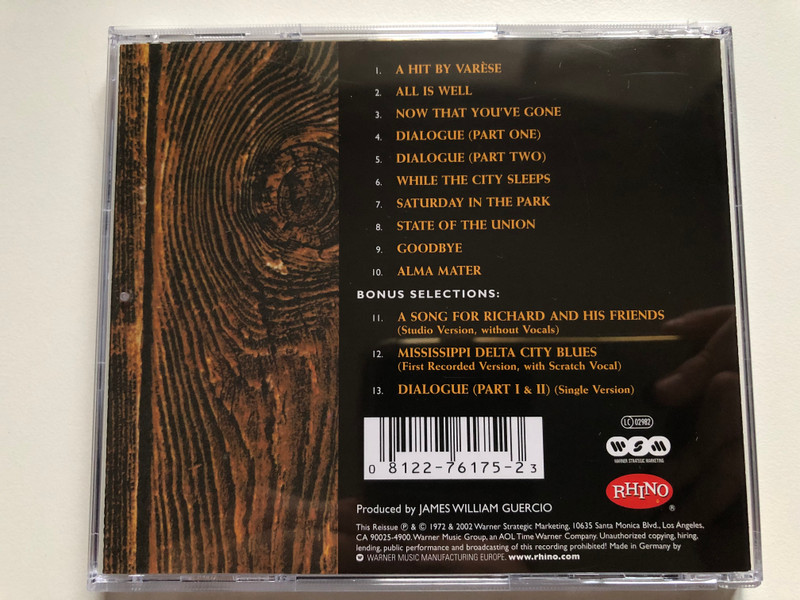 1. A HIT BY VARÈSE
2. ALL IS WELL
3. NOW THAT YOU'VE GONE
4. DIALOGUE (PART ONE)
5. DIALOGUE (PART TWO)
6. WHILE THE CITY SLEEPS
7. SATURDAY IN THE PARK
8. STATE OF THE UNION
9. GOODBYE
10. ALMA MATER
BONUS SELECTIONS:
11. A SONG FOR RICHARD AND HIS FRIENDS
(Studio Version, without Vocals)
12. MISSISSIPPI DELTA CITY BLUES
(First Recorded Version, with Scratch Vocal)
13. DIALOGUE (PART I & II) (Single Version)
0 8122-76175-2 3
LC 02982
WSM
WARNER STRATEGIC MARKETING
RHINO
®
Produced by JAMES WILLIAM GUERCIO
This Reissue ℗ & © 1972 & 2002 Warner Strategic Marketing, 10635 Santa Monica Blvd., Los Angeles,
CA 90025-4900. Warner Music Group, an AOL Time Warner Company. Unauthorized copying, hiring,
lending, public performance and broadcasting of this recording prohibited! Made in Germany by
WARNER MUSIC MANUFACTURING EUROPE. www.rhino.com